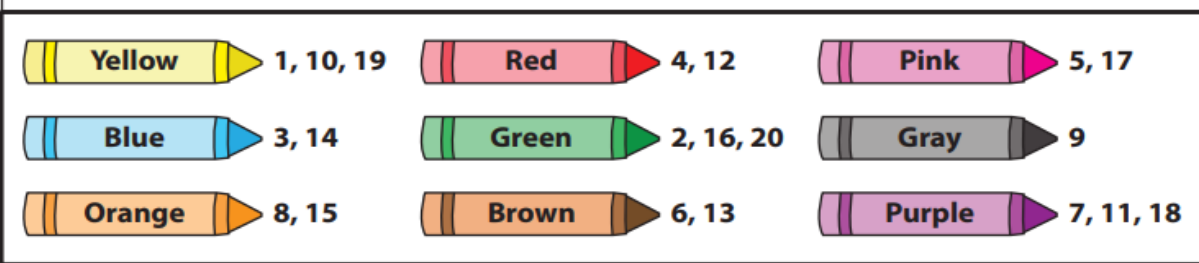 Yellow 1, 10, 19 Red 4, 12 Pink 5, 17
Blue 3, 14 Green 2, 16, 20 Gray 9
Orange 8, 15 Brown 6, 13 Purple 7, 11, 18